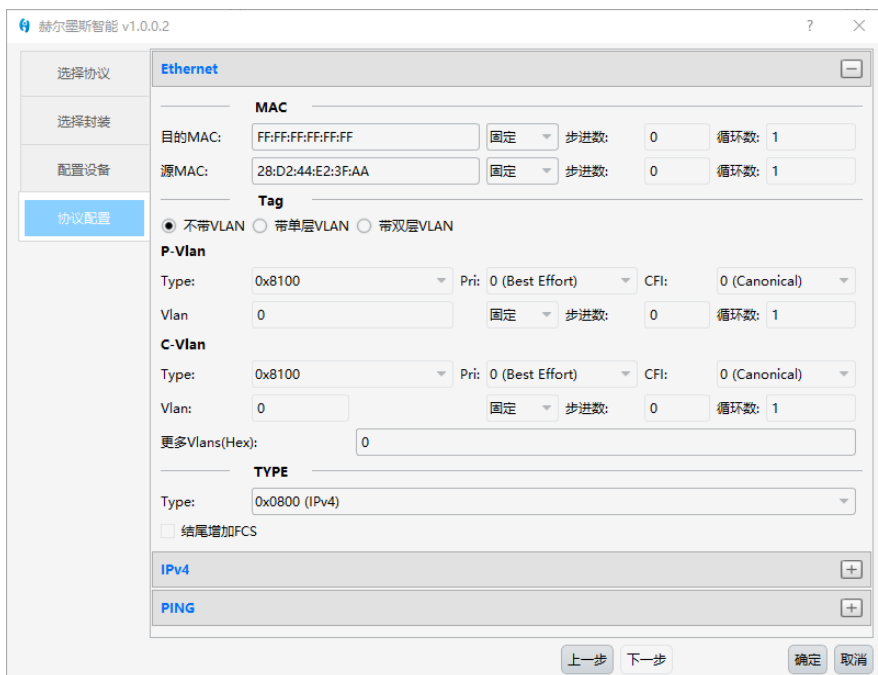 赫尔墨斯智能 v1.0.0.2 ?
选择协议
选择封装
配置设备
协议配置
Ethernet
MAC
目的MAC: FF:FF:FF:FF:FF:FF 固定 步进数: 0 循环数: 1
源MAC: 28:D2:44:E2:3F:AA 固定 步进数: 0 循环数: 1
Tag
不带VLAN 带单层VLAN 带双层VLAN
P-Vlan
Type: 0x8100 Pri: 0 (Best Effort) CFI: 0 (Canonical)
Vlan 0 固定 步进数: 0 循环数: 1
C-Vlan
Type: 0x8100 Pri: 0 (Best Effort) CFI: 0 (Canonical)
Vlan: 0 固定 步进数: 0 循环数: 1
更多Vlans(Hex): 0
TYPE
Type: 0x0800 (IPv4)
结尾增加FCS
IPv4
PING
上一步 下一步 确定 取消